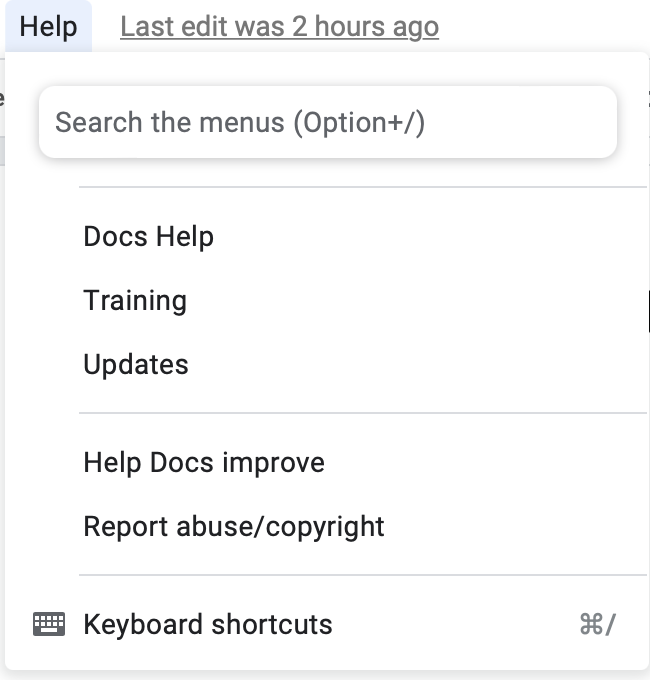 Help Last edit was 2 hours ago
Search the menus (Option+/)
Docs Help
Training
Updates
Help Docs improve
Report abuse/copyright
Keyboard shortcuts ⌘/